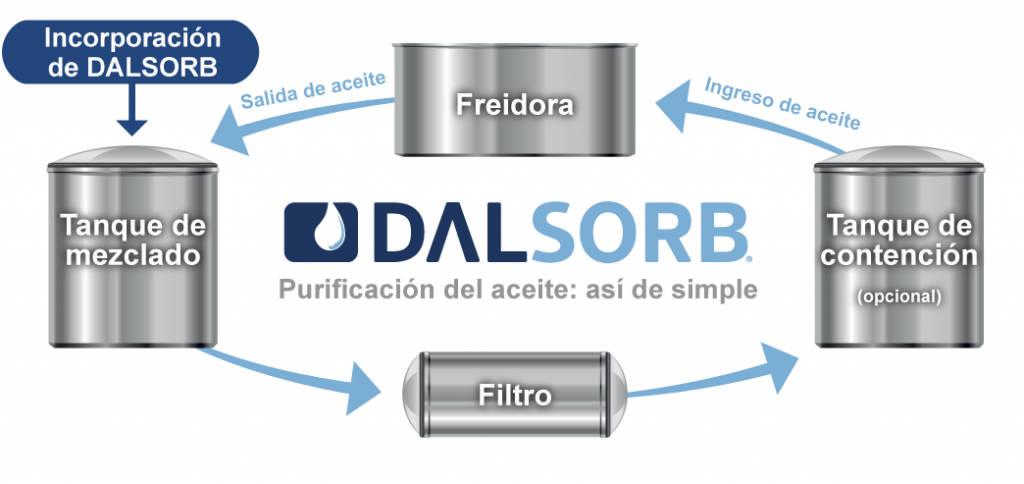 Incorporación
de DALSORB
Salida de aceite
Freidora
Ingreso de aceite
Tanque de
mezclado
DALSORB®
Purificación del aceite: así de simple
Tanque de
contención
(opcional)
Filtro